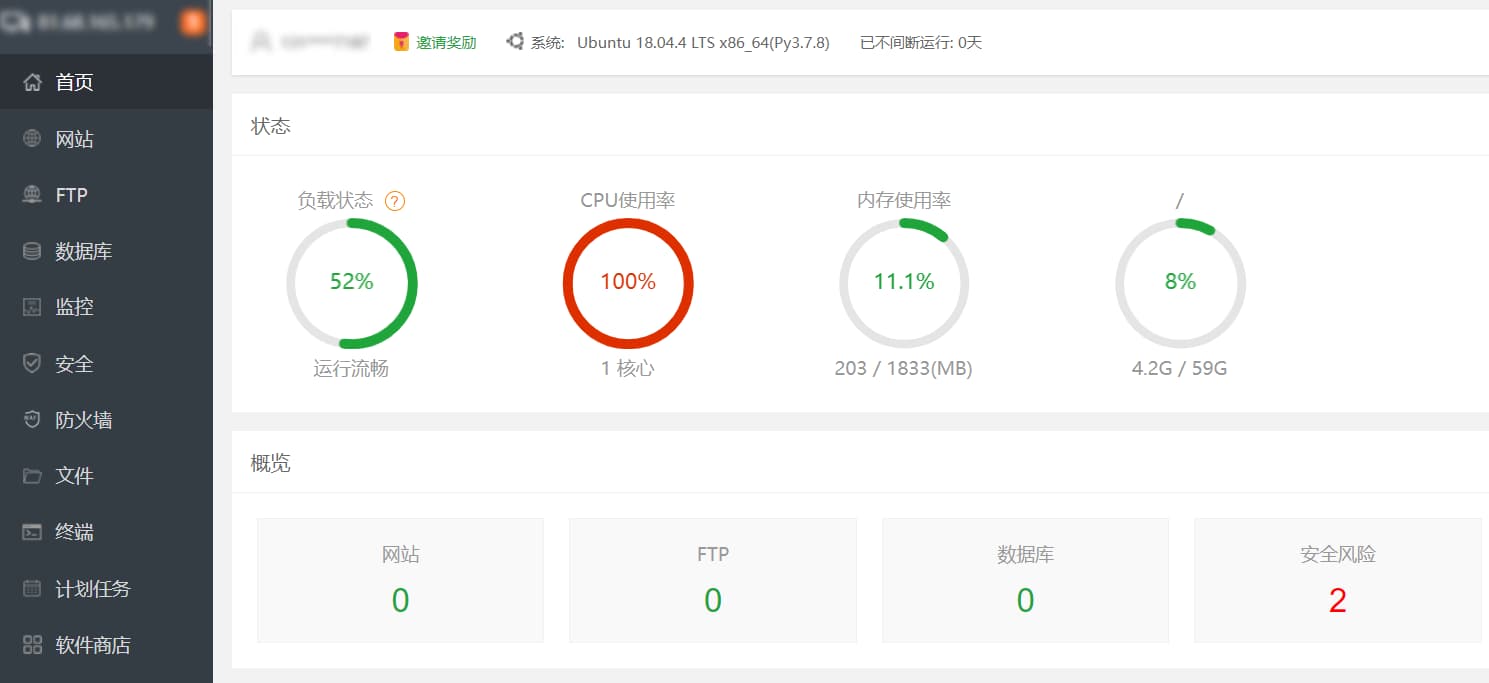 邀请奖励 系统: Ubuntu 18.04.4 LTS x86_64(Py3.7.8) 已不间断运行: 0天
首页
网站
FTP
数据库
监控
安全
防火墙
文件
终端
计划任务
软件商店
状态
负载状态 ? CPU使用率 内存使用率 /
52% 100% 11.1% 8%
运行流畅 1 核心 203 / 1833(MB) 4.2G / 59G
概览
网站 FTP 数据库 安全风险
0 0 0 2